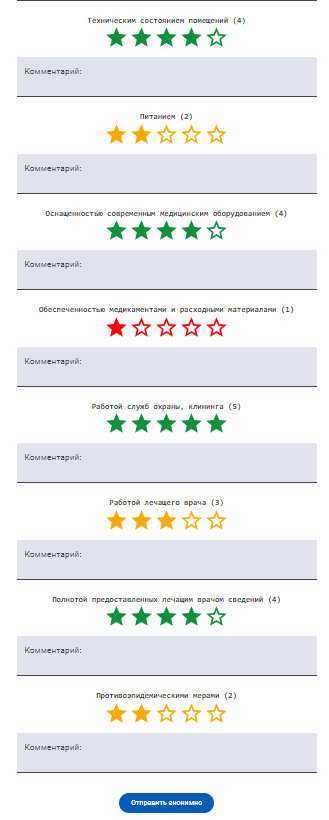 Техническим состоянием помещений (4)
Комментарий:
Питанием (2)
Комментарий:
Оснащенностью современным медицинским оборудованием (4)
Комментарий:
Обеспеченностью медикаментами и расходными материалами (1)
Комментарий:
Работой служб охраны, клининга (5)
Комментарий:
Работой лечащего врача (3)
Комментарий:
Полнотой предоставленных лечащим врачом сведений (4)
Комментарий:
Противоэпидемическими мерами (2)
Комментарий:
Отправить анонимно